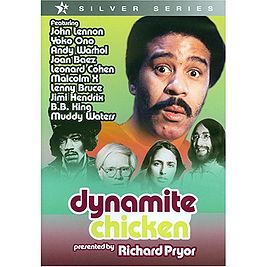 SILVER SERIES
Featuring
John Lennon
Yoko Ono
Andy Warhol
Joan Baez
Leonard Cohen
Malcolm X
Lenny Bruce
Jimi Hendrix
B.B. King
Muddy Waters
dynamite
chicken
presented by Richard Pryor